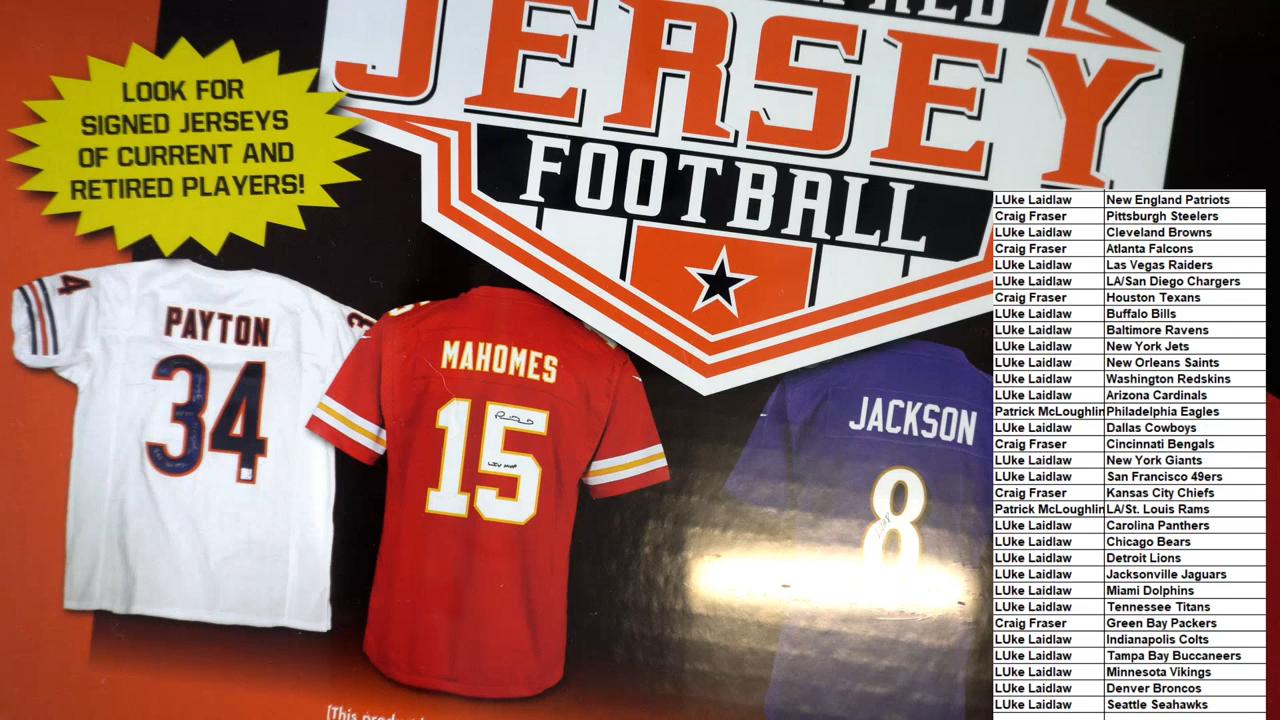 JERSEY
FOOTBALL
LOOK FOR
SIGNED JERSEYS
OF CURRENT AND
RETIRED PLAYERS!
34
PAYTON
34
MAHOMES
15
JACKSON
8
[This
LUke Laidlaw New England Patriots
Craig Fraser Pittsburgh Steelers
LUke Laidlaw Cleveland Browns
Craig Fraser Atlanta Falcons
LUke Laidlaw Las Vegas Raiders
LUke Laidlaw LA/San Diego Chargers
Craig Fraser Houston Texans
LUke Laidlaw Buffalo Bills
LUke Laidlaw Baltimore Ravens
LUke Laidlaw New York Jets
LUke Laidlaw New Orleans Saints
LUke Laidlaw Washington Redskins
LUke Laidlaw Arizona Cardinals
Patrick McLoughlin Philadelphia Eagles
LUke Laidlaw Dallas Cowboys
Craig Fraser Cincinnati Bengals
LUke Laidlaw New York Giants
LUke Laidlaw San Francisco 49ers
Craig Fraser Kansas City Chiefs
Patrick McLoughlin LA/St. Louis Rams
LUke Laidlaw Carolina Panthers
LUke Laidlaw Chicago Bears
LUke Laidlaw Detroit Lions
LUke Laidlaw Jacksonville Jaguars
LUke Laidlaw Miami Dolphins
LUke Laidlaw Tennessee Titans
Craig Fraser Green Bay Packers
LUke Laidlaw Indianapolis Colts
LUke Laidlaw Tampa Bay Buccaneers
LUke Laidlaw Minnesota Vikings
LUke Laidlaw Denver Broncos
LUke Laidlaw Seattle Seahawks